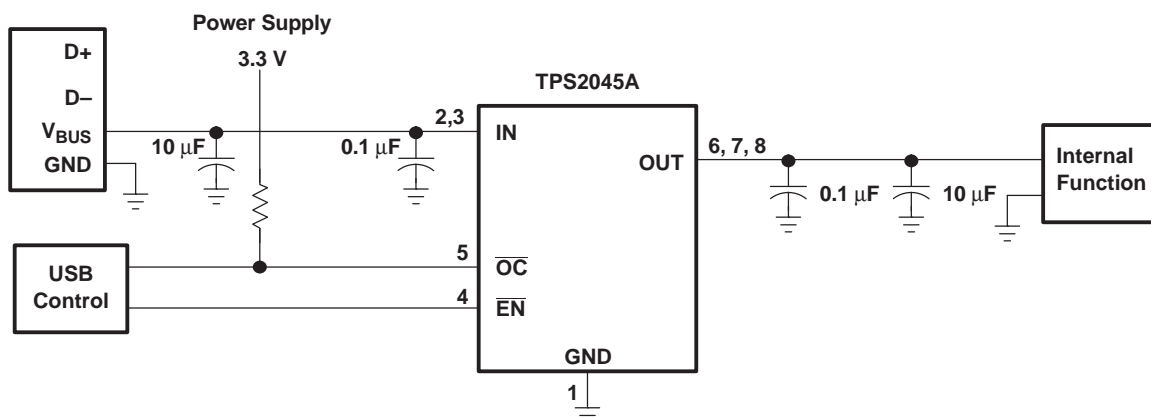 Power Supply
3.3 V
D+
D–
VBUS
GND
10 μF
0.1 μF
2,3
TPS2045A
IN
OUT
6, 7, 8
0.1 μF
10 μF
Internal
Function
USB
Control
5
OC
4
EN
GND
1